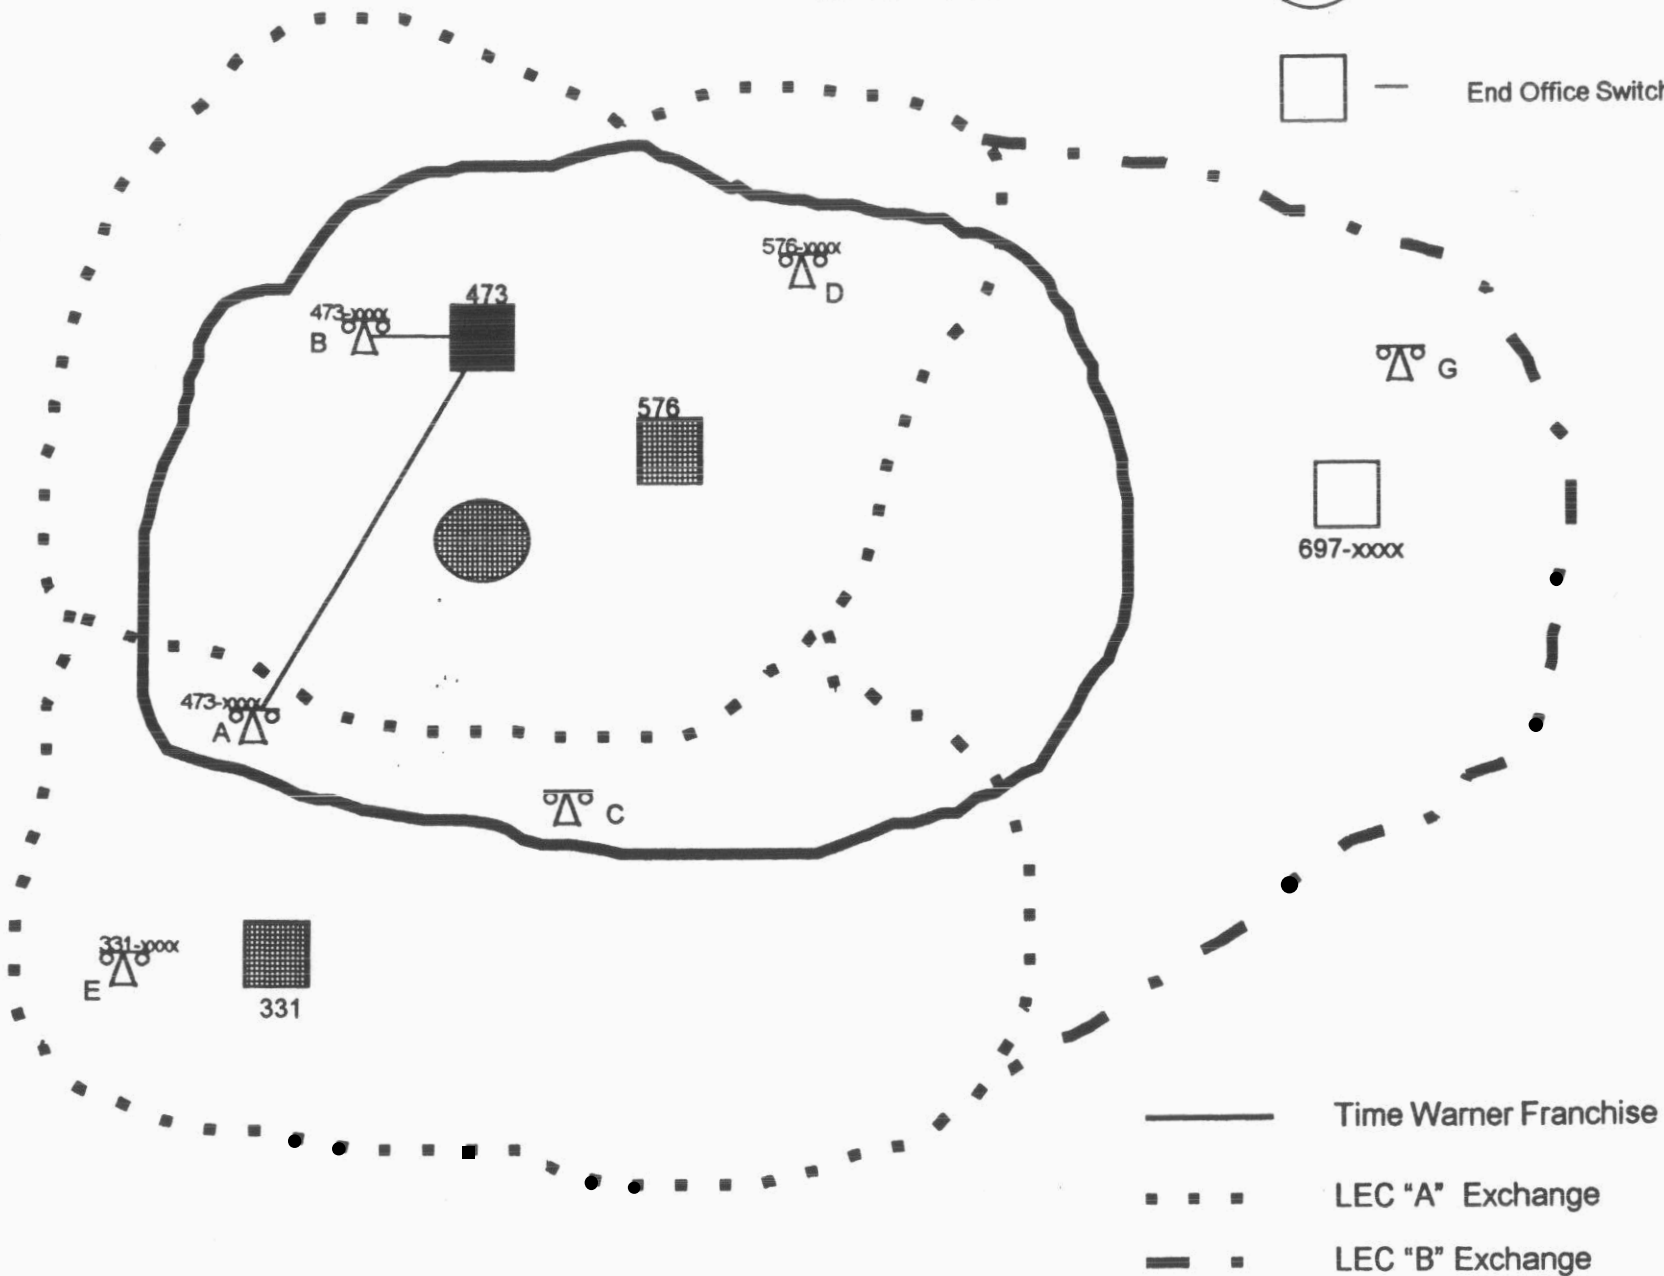 End Office Switch
576-xxxx
D
473
473-xxxx
B
G
576
697-xxxx
473-xxxx
A
C
331-xxxx
E
331
Time Warner Franchise
LEC “A” Exchange
LEC “B” Exchange